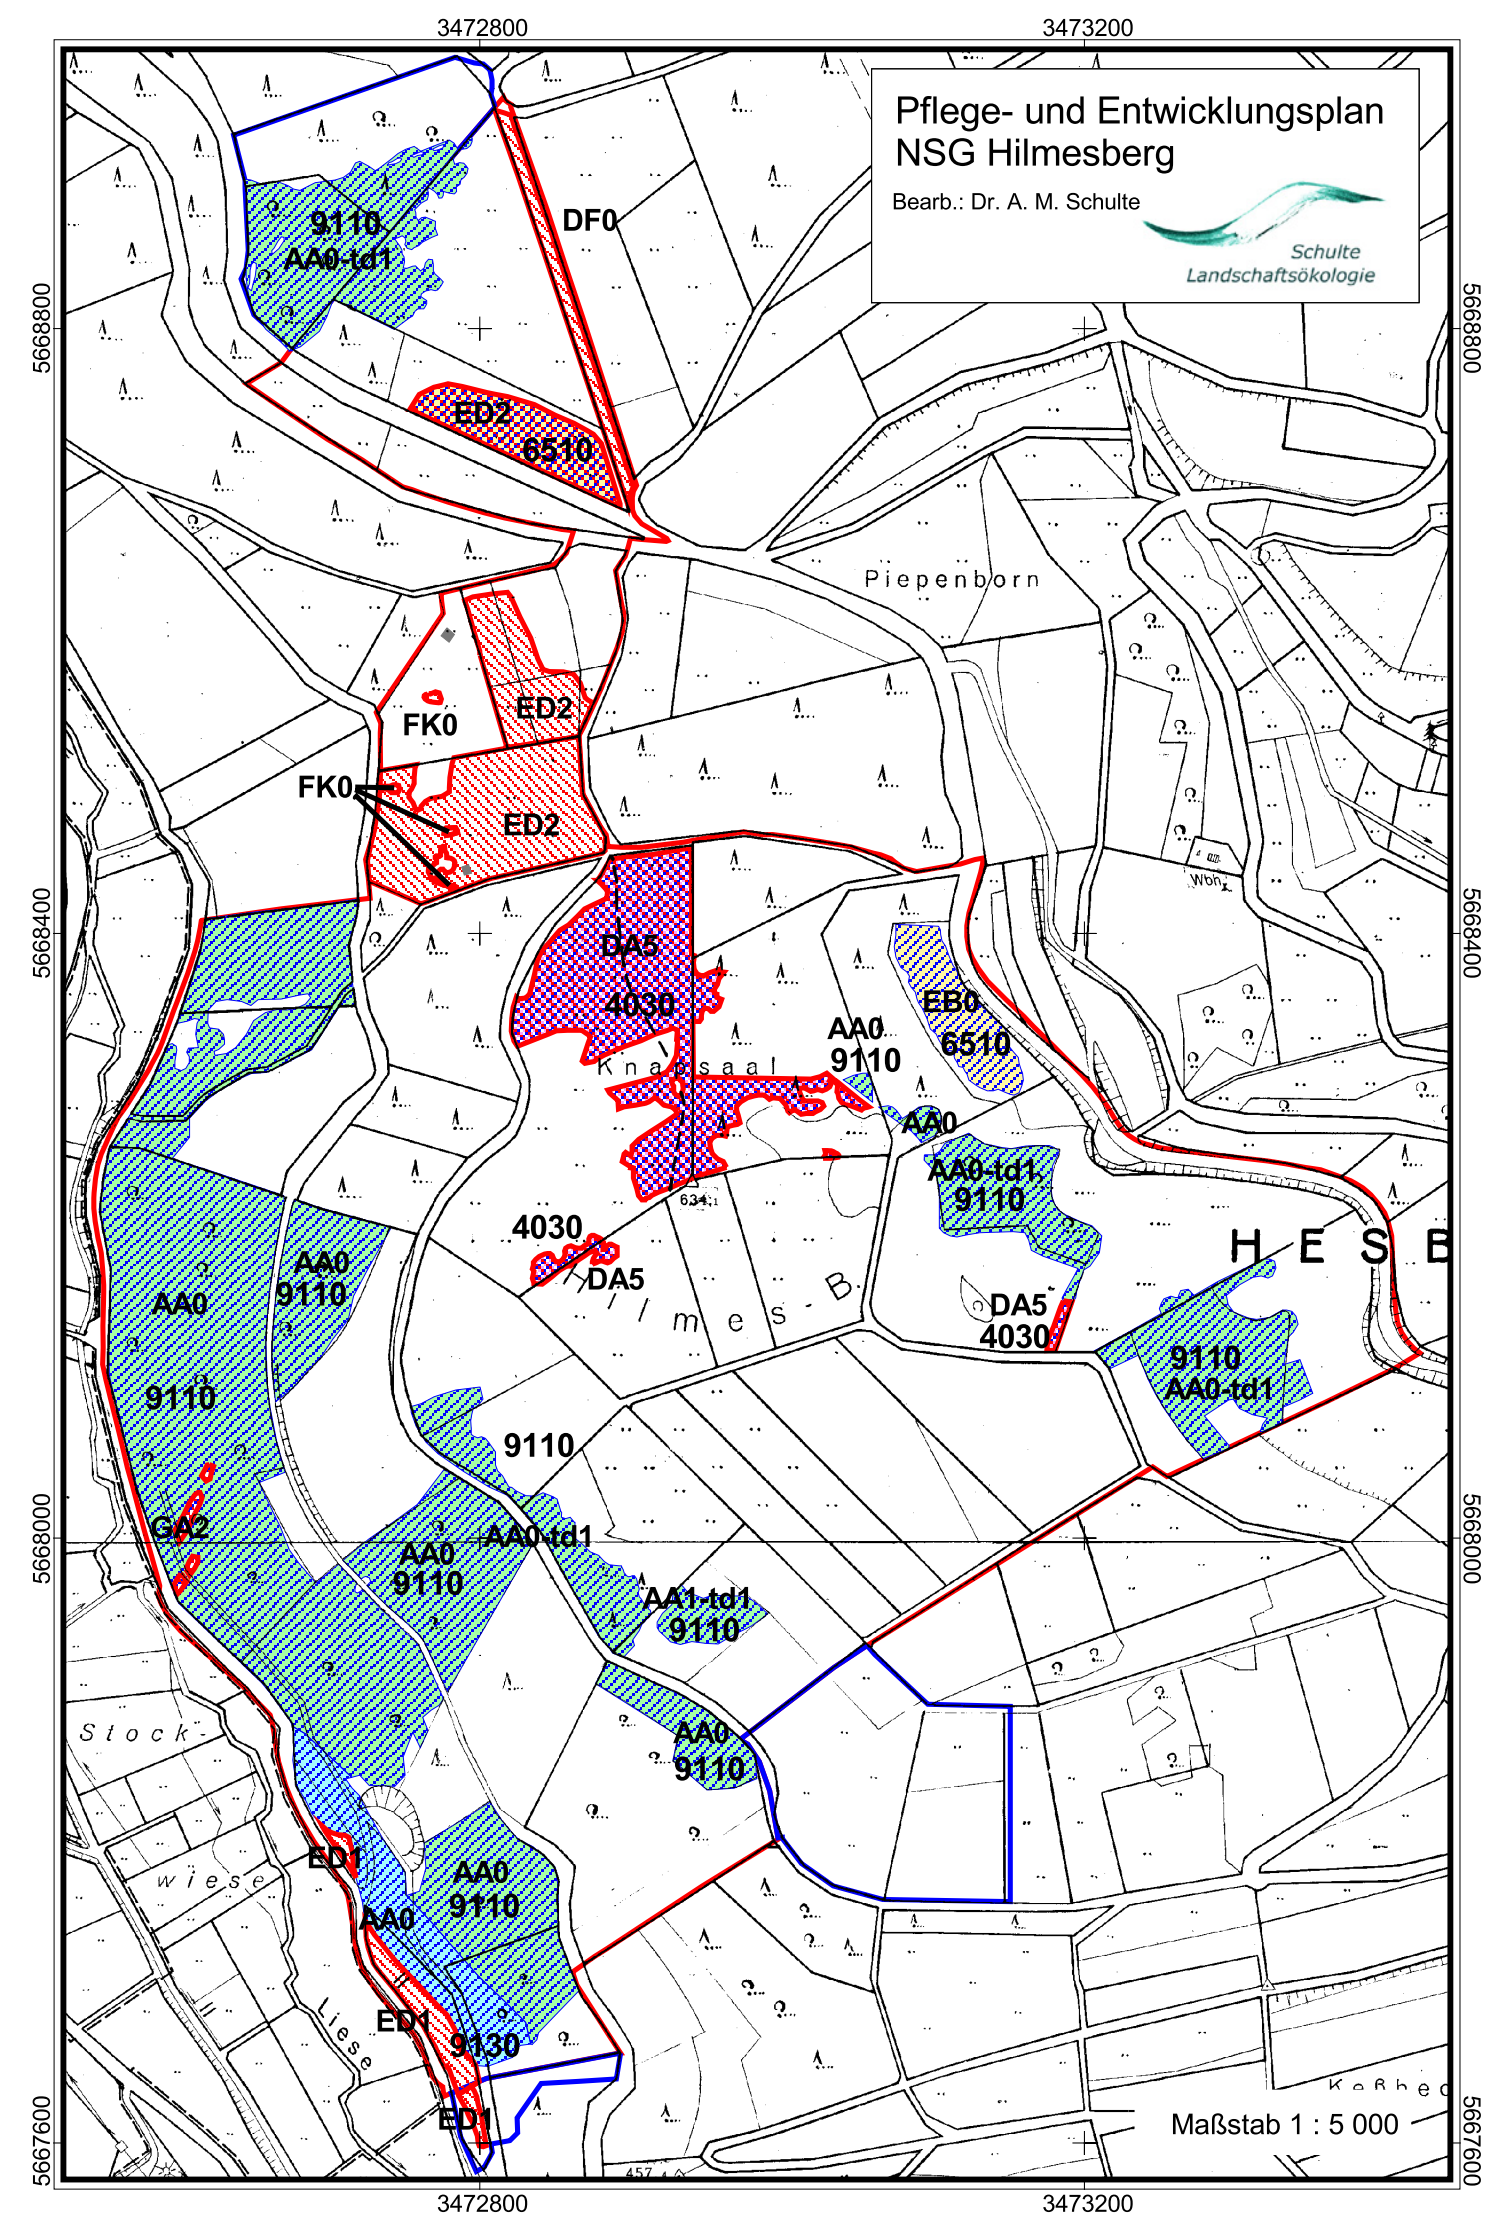 3472800
3473200
Pflege- und Entwicklungsplan
NSG Hilmesberg
Bearb.: Dr. A. M. Schulte
Schulte
Landschaftsökologie
DF0
9110
AA0-td1
5668800
5668800
ED2
6510
Piepenborn
FK0
ED2
FK0
ED2
Wbh.
5668400
5668400
DA5
4030
EB0
6510
AA0
9110
Knapsaal
AA0
AA0-td1
9110
634,1
4030
DA5
HESB
AA0
9110
AA0
Hilmes-B.
DA5
4030
9110
AA0-td1
9110
9110
GA2
AA0-td1
5668000
5668000
AA0
9110
AA1-td1
9110
Stock-
AA0
9110
ED1
wiese
AA0
9110
AA0
Liese
ED1
9130
ED1
Maßstab 1 : 5 000
5667600
5667600
457
3472800
3473200